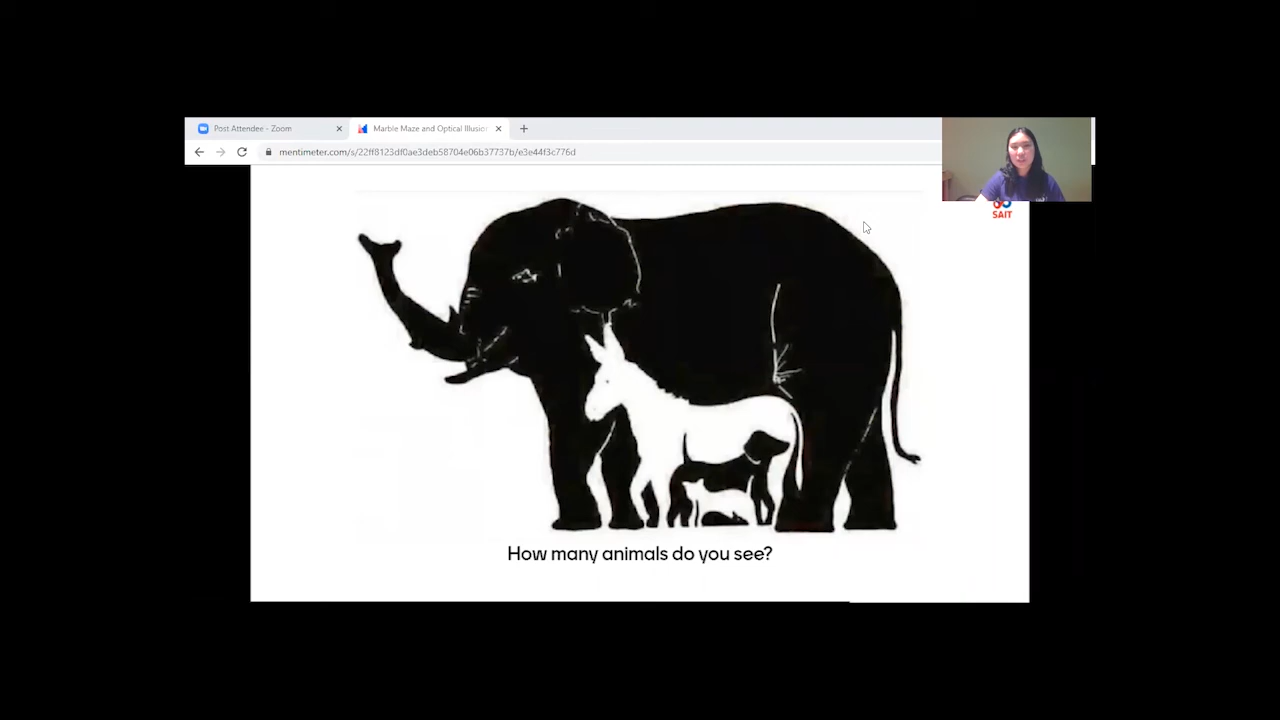 Post Attendee - Zoom
Marble Maze and Optical Illusio
mentimeter.com/s/22ff8123df0ae3deb58704e06b37737b/e3e44f3c776d
SAIT
How many animals do you see?